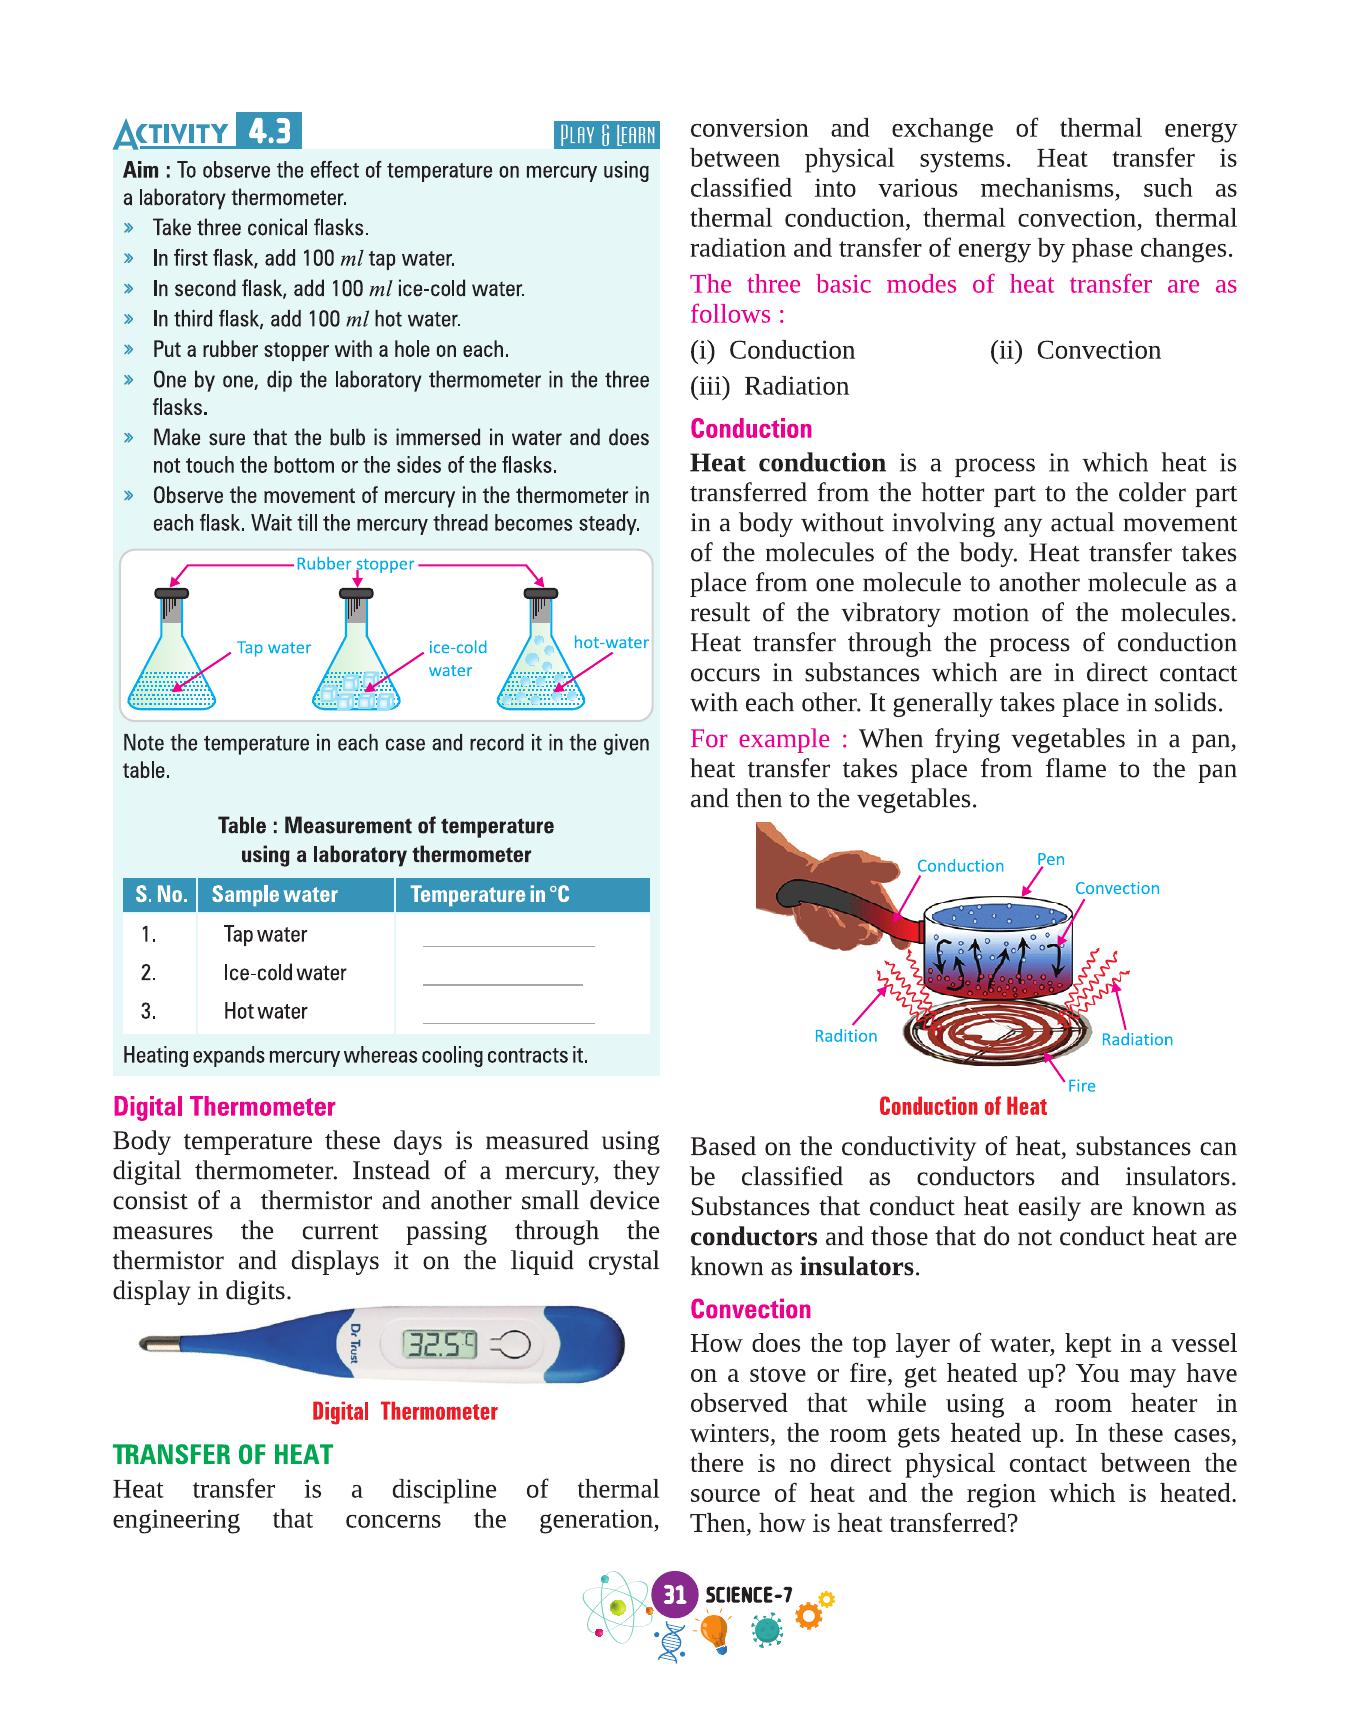 ACTIVITY 4.3
PLAY & LEARN
Aim : To observe the effect of temperature on mercury using
a laboratory thermometer.
» Take three conical flasks.
» In first flask, add 100 ml tap water.
» In second flask, add 100 ml ice-cold water.
» In third flask, add 100 ml hot water.
» Put a rubber stopper with a hole on each.
» One by one, dip the laboratory thermometer in the three
flasks.
» Make sure that the bulb is immersed in water and does
not touch the bottom or the sides of the flasks.
» Observe the movement of mercury in the thermometer in
each flask. Wait till the mercury thread becomes steady.
Rubber stopper
Tap water
ice-cold
water
hot-water
Note the temperature in each case and record it in the given
table.
Table : Measurement of temperature
using a laboratory thermometer
S. No. Sample water Temperature in °C
1. Tap water
2. Ice-cold water
3. Hot water
Heating expands mercury whereas cooling contracts it.
Digital Thermometer
Body temperature these days is measured using
digital thermometer. Instead of a mercury, they
consist of a thermistor and another small device
measures the current passing through the
thermistor and displays it on the liquid crystal
display in digits.
Dr Trust
32.5°C
Digital Thermometer
TRANSFER OF HEAT
Heat transfer is a discipline of thermal
engineering that concerns the generation,
conversion and exchange of thermal energy
between physical systems. Heat transfer is
classified into various mechanisms, such as
thermal conduction, thermal convection, thermal
radiation and transfer of energy by phase changes.
The three basic modes of heat transfer are as
follows :
(i) Conduction (ii) Convection
(iii) Radiation
Conduction
Heat conduction is a process in which heat is
transferred from the hotter part to the colder part
in a body without involving any actual movement
of the molecules of the body. Heat transfer takes
place from one molecule to another molecule as a
result of the vibratory motion of the molecules.
Heat transfer through the process of conduction
occurs in substances which are in direct contact
with each other. It generally takes place in solids.
For example : When frying vegetables in a pan,
heat transfer takes place from flame to the pan
and then to the vegetables.
Conduction
Pen
Convection
Radition
Radiation
Fire
Conduction of Heat
Based on the conductivity of heat, substances can
be classified as conductors and insulators.
Substances that conduct heat easily are known as
conductors and those that do not conduct heat are
known as insulators.
Convection
How does the top layer of water, kept in a vessel
on a stove or fire, get heated up? You may have
observed that while using a room heater in
winters, the room gets heated up. In these cases,
there is no direct physical contact between the
source of heat and the region which is heated.
Then, how is heat transferred?
31 SCIENCE-7